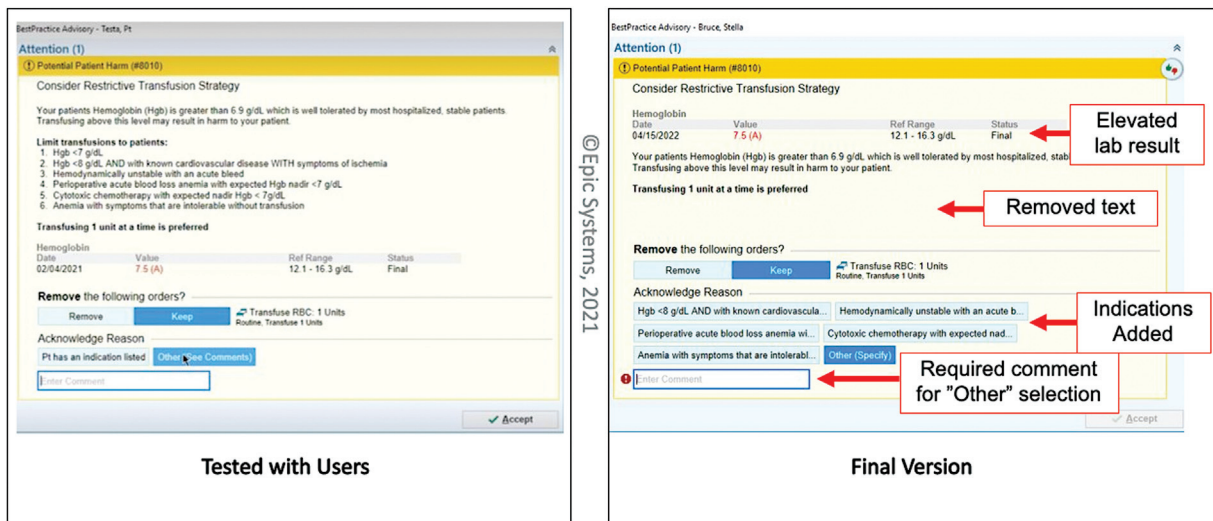 BestPractice Advisory - Testa, Pt
Attention (1)
Potential Patient Harm (#8010)
Consider Restrictive Transfusion Strategy
Your patients Hemoglobin (Hgb) is greater than 6.9 g/dL which is well tolerated by most hospitalized, stable patients.
Transfusing above this level may result in harm to your patient.
Limit transfusions to patients:
1. Hgb <7 g/dL
2. Hgb <8 g/dL AND with known cardiovascular disease WITH symptoms of ischemia
3. Hemodynamically unstable with an acute bleed
4. Perioperative acute blood loss anemia with expected Hgb nadir <7 g/dL
5. Cytotoxic chemotherapy with expected nadir Hgb < 7g/dL
6. Anemia with symptoms that are intolerable without transfusion
Transfusing 1 unit at a time is preferred
Hemoglobin
Date Value Ref Range Status
02/04/2021 7.5 (A) 12.1 - 16.3 g/dL Final
Remove the following orders?
Remove Keep Transfuse RBC: 1 Units
Routine, Transfuse 1 Units
Acknowledge Reason
Pt has an indication listed Other (See Comments)
Enter Comment
Accept
Tested with Users
©Epic Systems, 2021
BestPractice Advisory - Bruce, Stella
Attention (1)
Potential Patient Harm (#8010)
Consider Restrictive Transfusion Strategy
Hemoglobin
Date Value Ref Range Status
04/15/2022 7.5 (A) 12.1 - 16.3 g/dL Final
Elevated
lab result
Your patients Hemoglobin (Hgb) is greater than 6.9 g/dL which is well tolerated by most hospitalized,
Transfusing above this level may result in harm to your patient.
Transfusing 1 unit at a time is preferred
Removed text
Remove the following orders?
Remove Keep Transfuse RBC: 1 Units
Routine, Transfuse 1 Units
Acknowledge Reason
Hgb <8 g/dL AND with known cardiovascula... Hemodynamically unstable with an acute b...
Perioperative acute blood loss anemia wi... Cytotoxic chemotherapy with expected nad...
Anemia with symptoms that are intolerabl... Other (Specify)
Indications
Added
Enter Comment
Required comment
for "Other" selection
Accept
Final Version